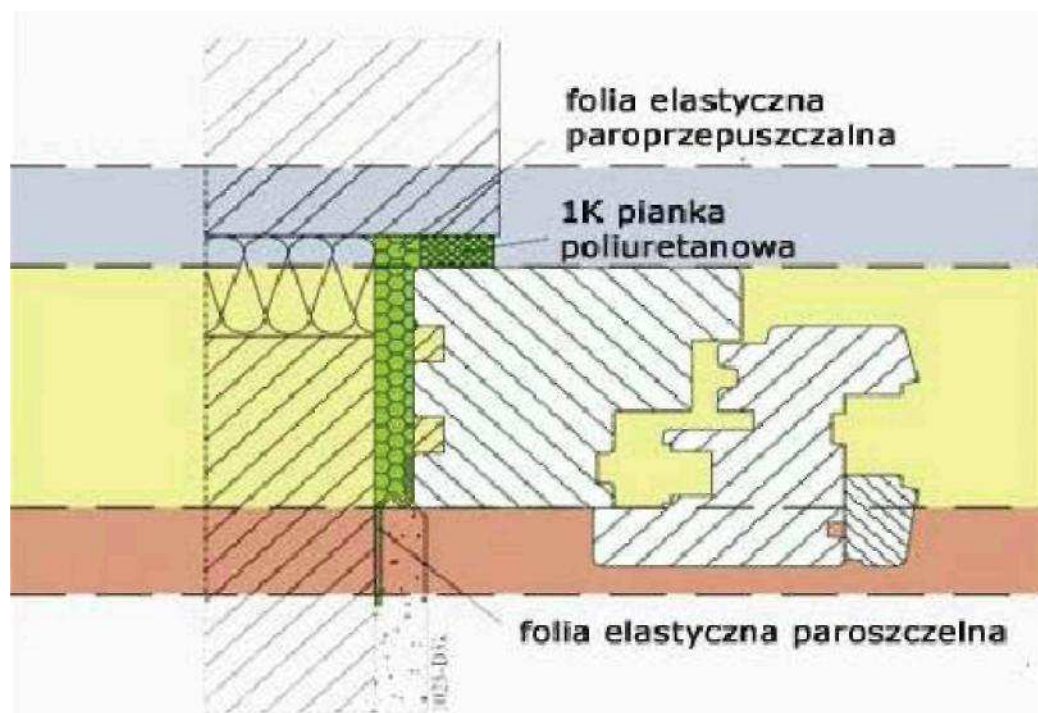 folia elastyczna
paroprzepuszczalna
1K pianka
poliuretanowa
folia elastyczna paroszczelna